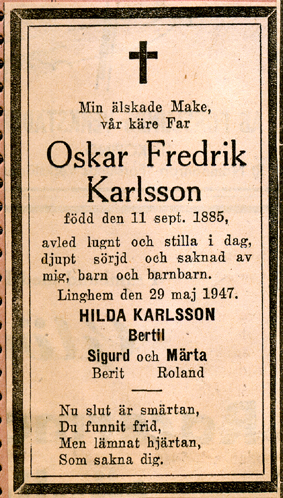 Min älskade Make,
vår käre Far
Oskar Fredrik
Karlsson
född den 11 sept. 1885,
avled lugnt och stilla i dag,
djupt sörjd och saknad av
mig, barn och barnbarn.
Linghem den 29 maj 1947.
HILDA KARLSSON
Bertil
Sigurd och Märta
Berit Roland
Nu slut är smärtan,
Du funnit frid,
Men lämnat hjärtan,
Som sakna dig.